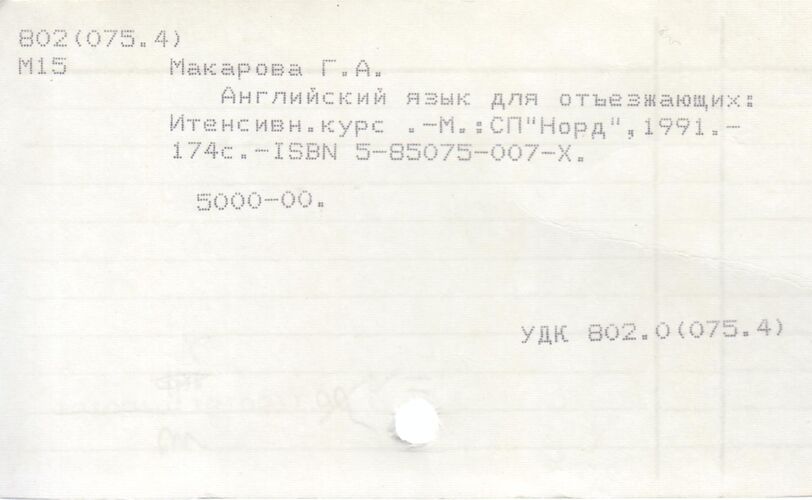 802(075.4)
М15 Макарова Г.А.
Английский язык для отъезжающих:
Итенсивн.курс .-М.:СП"Норд",1991.-
174с.-ISBN 5-85075-007-X.
5000-00.
УДК 802.0(075.4)